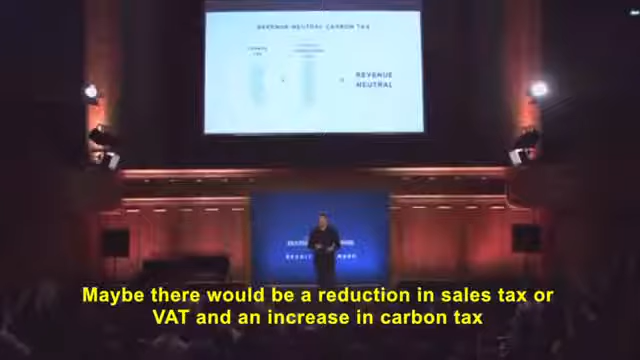 REVENUE NEUTRAL CARBON TAX
REVENUE
NEUTRAL
Maybe there would be a reduction in sales tax or
VAT and an increase in carbon tax